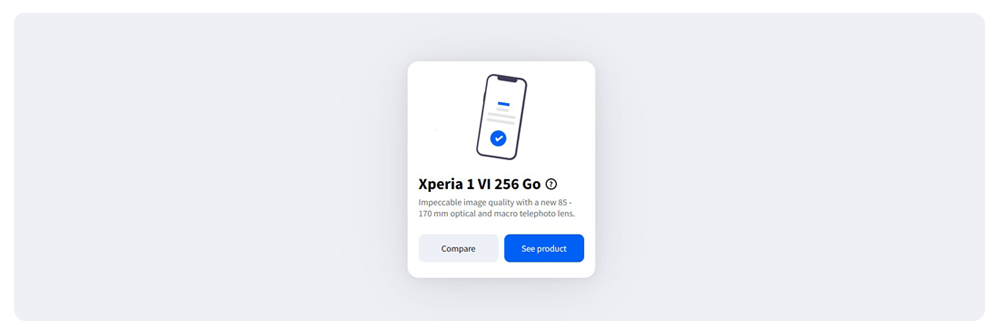 Xperia 1 VI 256 Go ?
Impeccable image quality with a new 85 -
170 mm optical and macro telephoto lens.
Compare
See product